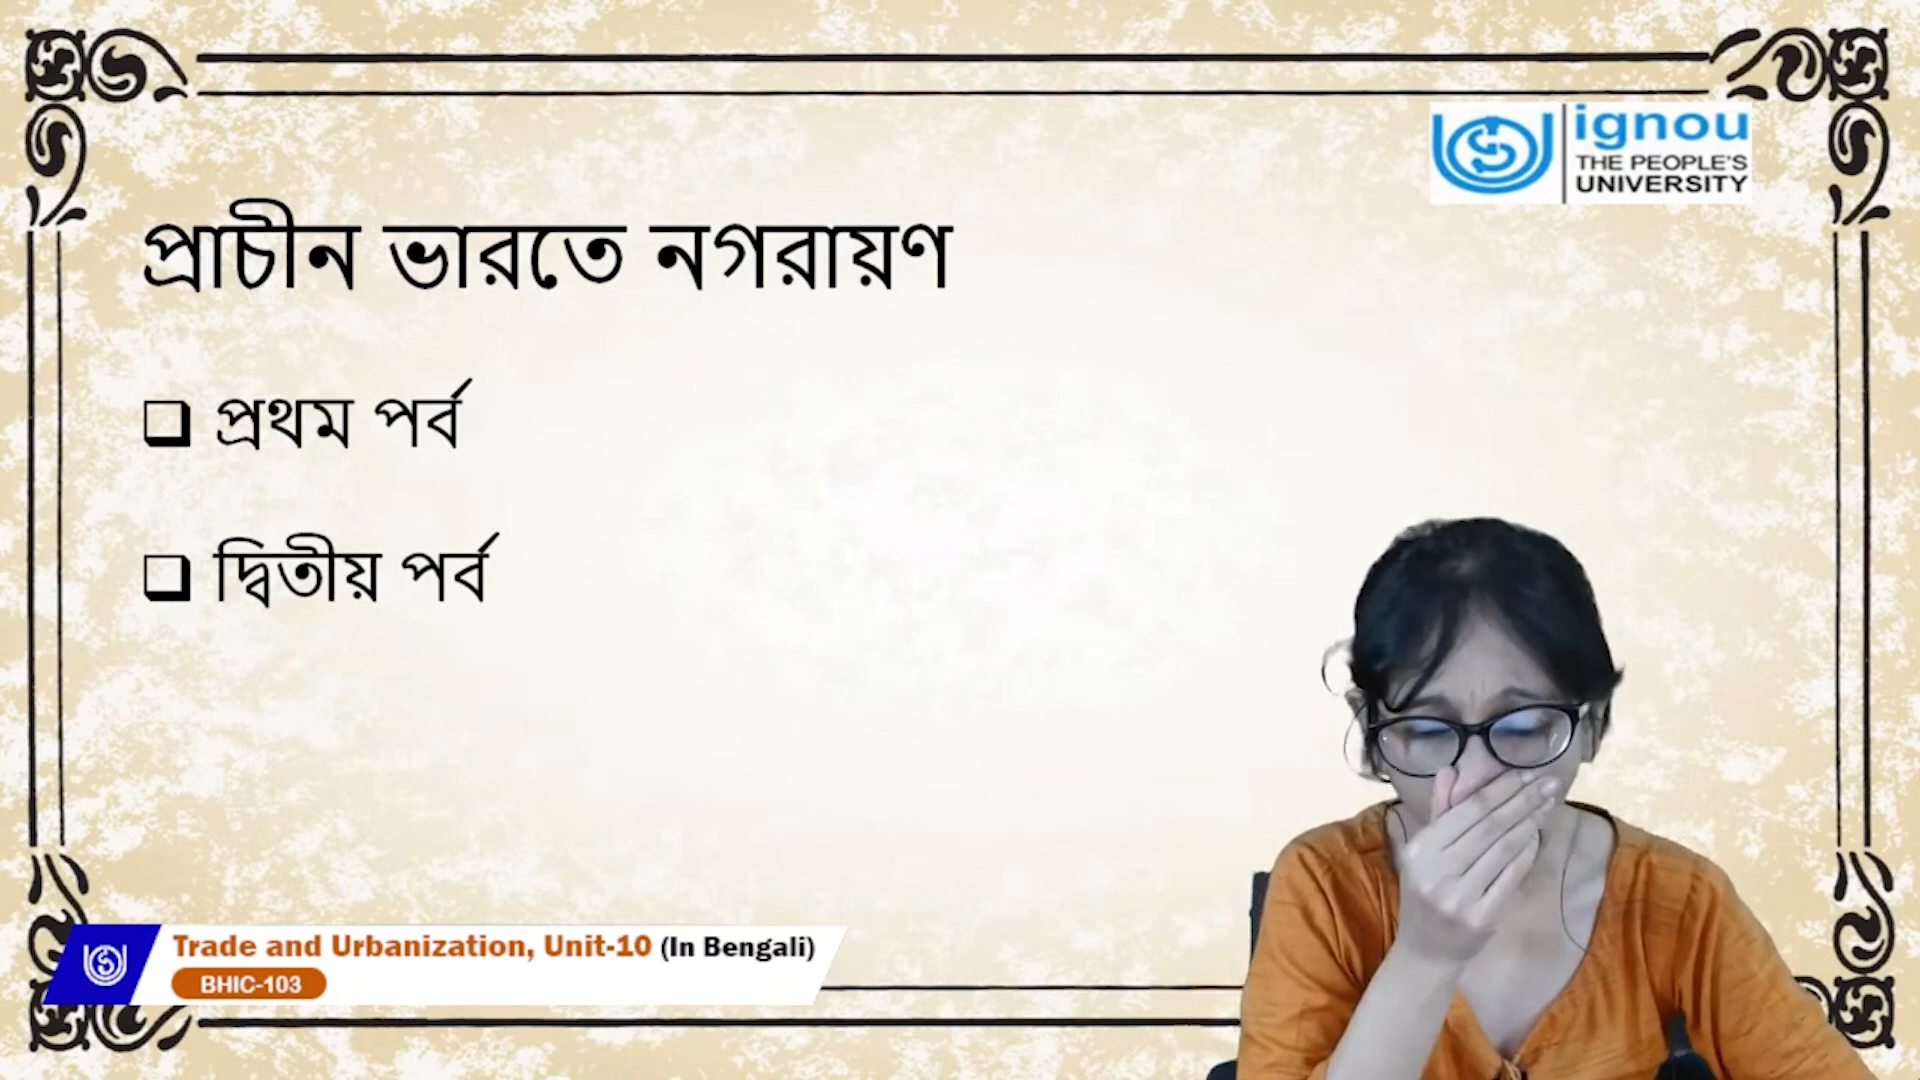 ignou
THE PEOPLE'S
UNIVERSITY
প্রাচীন ভারতে নগরায়ণ
প্রথম পর্ব
দ্বিতীয় পর্ব
Trade and Urbanization, Unit-10 (In Bengali)
BHIC-103